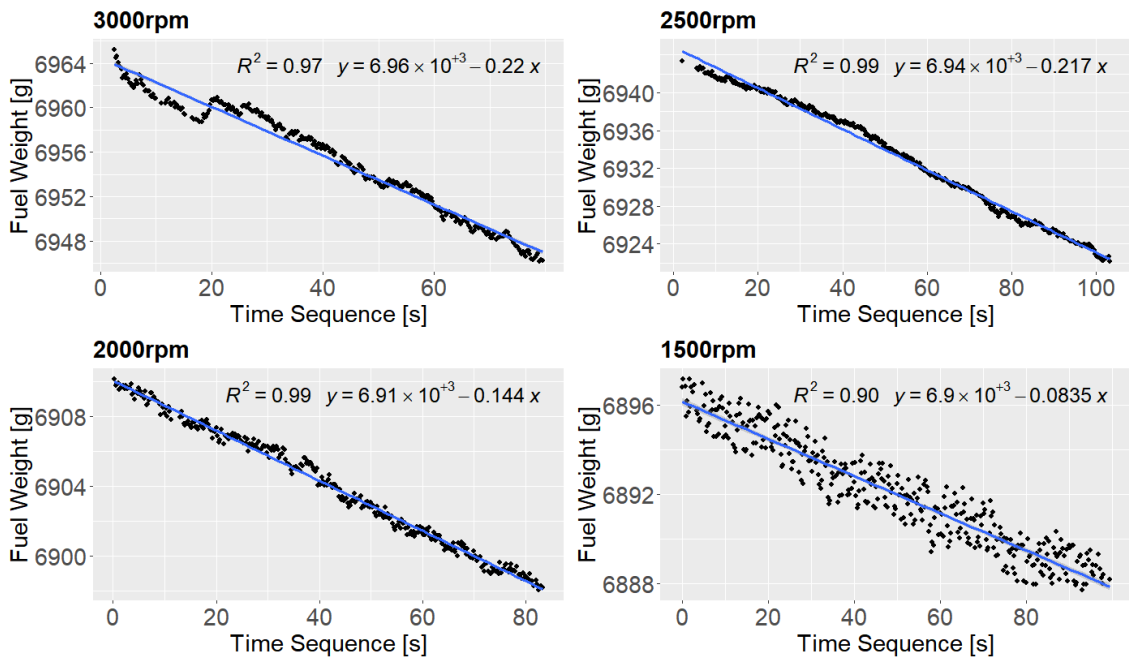 3000rpm
R² = 0.97 y = 6.96 × 10⁺³ − 0.22 x
6964
6960
6956
6952
6948
Fuel Weight [g]
0 20 40 60
Time Sequence [s]
2500rpm
R² = 0.99 y = 6.94 × 10⁺³ − 0.217 x
6940
6936
6932
6928
6924
Fuel Weight [g]
0 20 40 60 80 100
Time Sequence [s]
2000rpm
R² = 0.99 y = 6.91 × 10⁺³ − 0.144 x
6908
6904
6900
Fuel Weight [g]
0 20 40 60 80
Time Sequence [s]
1500rpm
R² = 0.90 y = 6.9 × 10⁺³ − 0.0835 x
6896
6892
6888
Fuel Weight [g]
0 20 40 60 80 100
Time Sequence [s]